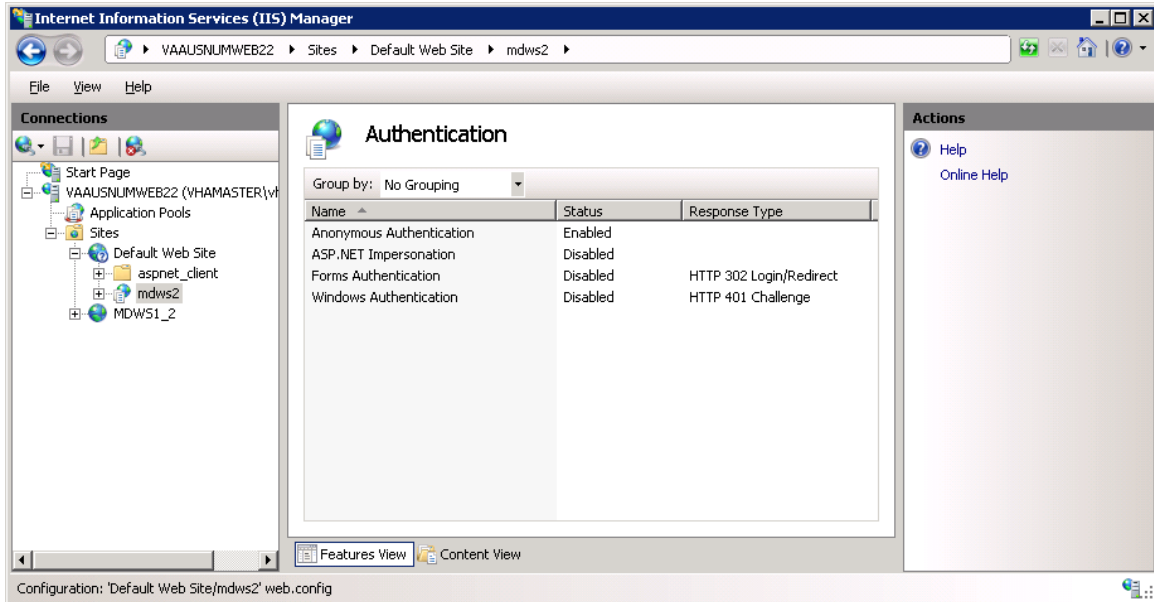 Internet Information Services (IIS) Manager
VAAUSNUMWEB22 Sites Default Web Site mdws2
File View Help
Connections
Start Page
VAAUSNUMWEB22 (VHAMASTER\vh
Application Pools
Sites
Default Web Site
aspnet_client
mdws2
MDWS1_2
Authentication
Group by: No Grouping
Name Status Response Type
Anonymous Authentication Enabled
ASP.NET Impersonation Disabled
Forms Authentication Disabled HTTP 302 Login/Redirect
Windows Authentication Disabled HTTP 401 Challenge
Features View Content View
Actions
Help
Online Help
Configuration: 'Default Web Site/mdws2' web.config